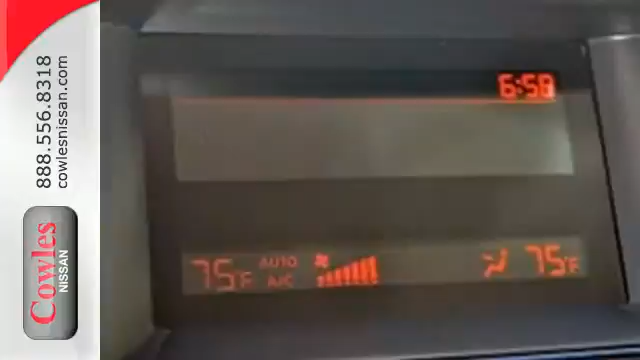 888.556.8318
cowlesnissan.com
Cowles
NISSAN
6:58
75°F AUTO A/C 75°F